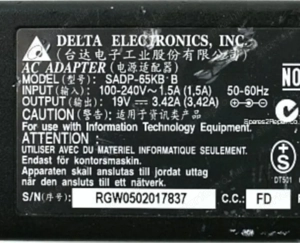 DELTA ELECTRONICS, INC.
(台达电子工业股份有限公司)
AC ADAPTER (电源适配器)
MODEL(型号): SADP-65KB B
INPUT(输入): 100-240V~1.5A (1.5A) 50-60Hz
OUTPUT(输出): 19V 3.42A (3.42A)
CAUTION(注意): 适用于资讯类产品
For use with Information Technology Equipment.
ATTENTION:
UTILISER AVEC DU MATERIEL INFORMATIQUE SEULEMENT.
Endast för kontorsmaskin.
Apparaten skall anslutas till jordat uttag
när den ansluts till ett nätverk.
S/N(序号): RGW0502017837 C.C.: FD
NO
N
S
DT501